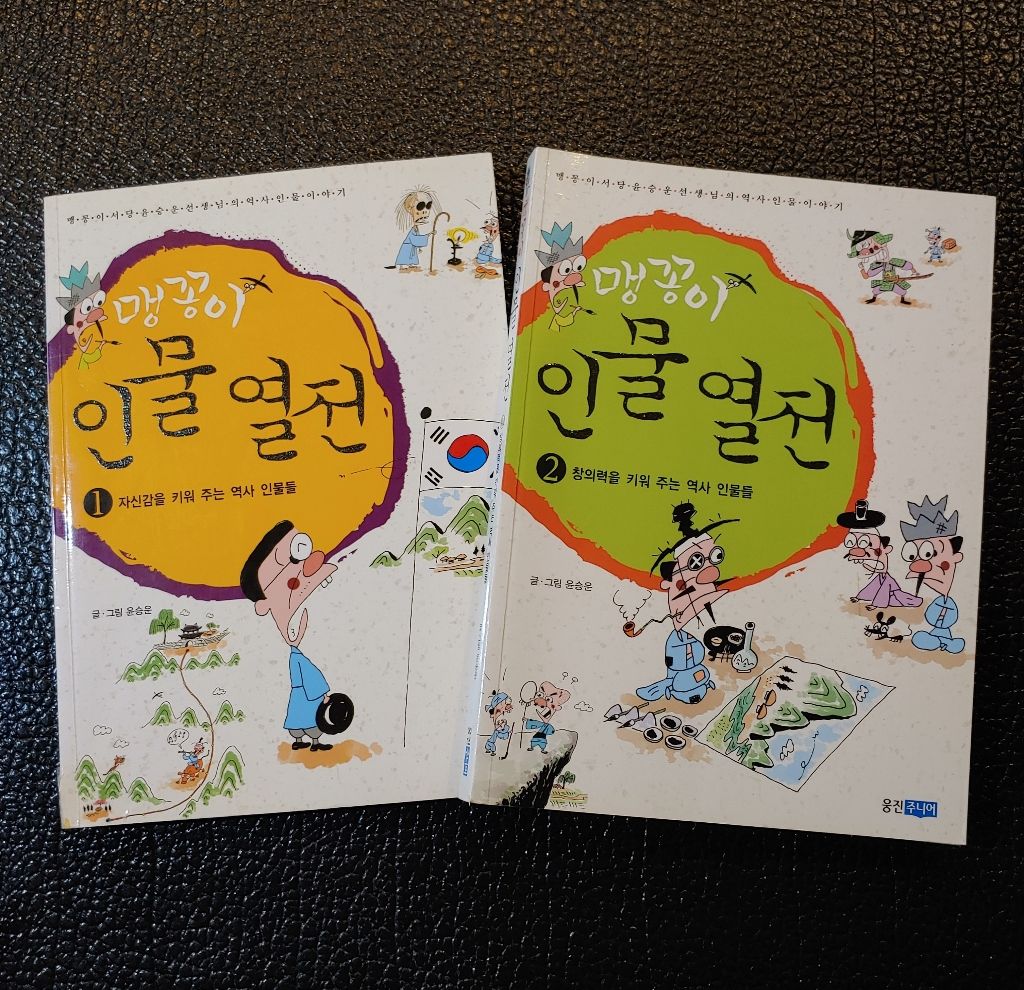 맹·꽁·이·서·당·윤·승·운·선·생·님·의·역·사·인·물·이·야·기
맹꽁이
인물열전
1 자신감을 키워 주는 역사 인물들
글·그림 윤승운
맹·꽁·이·서·당·윤·승·운·선·생·님·의·역·사·인·물·이·야·기
맹꽁이
인물열전
2 창의력을 키워 주는 역사 인물들
글·그림 윤승운
웅진주니어